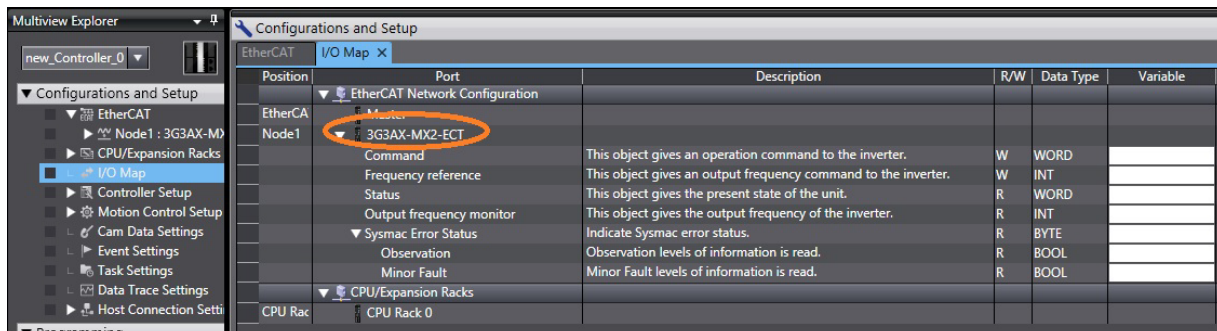 Multiview Explorer
new_Controller_0
Configurations and Setup
EtherCAT
Node1 : 3G3AX-MX
CPU/Expansion Racks
I/O Map
Controller Setup
Motion Control Setup
Cam Data Settings
Event Settings
Task Settings
Data Trace Settings
Host Connection Setti
Programming
Configurations and Setup
EtherCAT I/O Map
Position Port Description R/W Data Type Variable
EtherCAT Network Configuration
EtherCA Master
Node1 3G3AX-MX2-ECT
Command This object gives an operation command to the inverter. W WORD
Frequency reference This object gives an output frequency command to the inverter. W INT
Status This object gives the present state of the unit. R WORD
Output frequency monitor This object gives the output frequency of the inverter. R INT
Sysmac Error Status Indicate Sysmac error status. R BYTE
Observation Observation levels of information is read. R BOOL
Minor Fault Minor Fault levels of information is read. R BOOL
CPU/Expansion Racks
CPU Rac CPU Rack 0